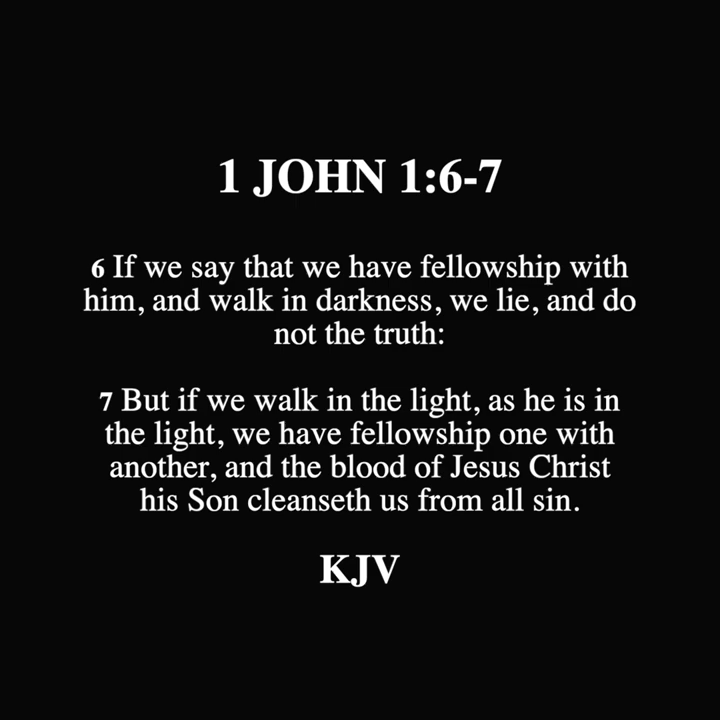 1 JOHN 1:6-7
6 If we say that we have fellowship with
him, and walk in darkness, we lie, and do
not the truth:
7 But if we walk in the light, as he is in
the light, we have fellowship one with
another, and the blood of Jesus Christ
his Son cleanseth us from all sin.
KJV